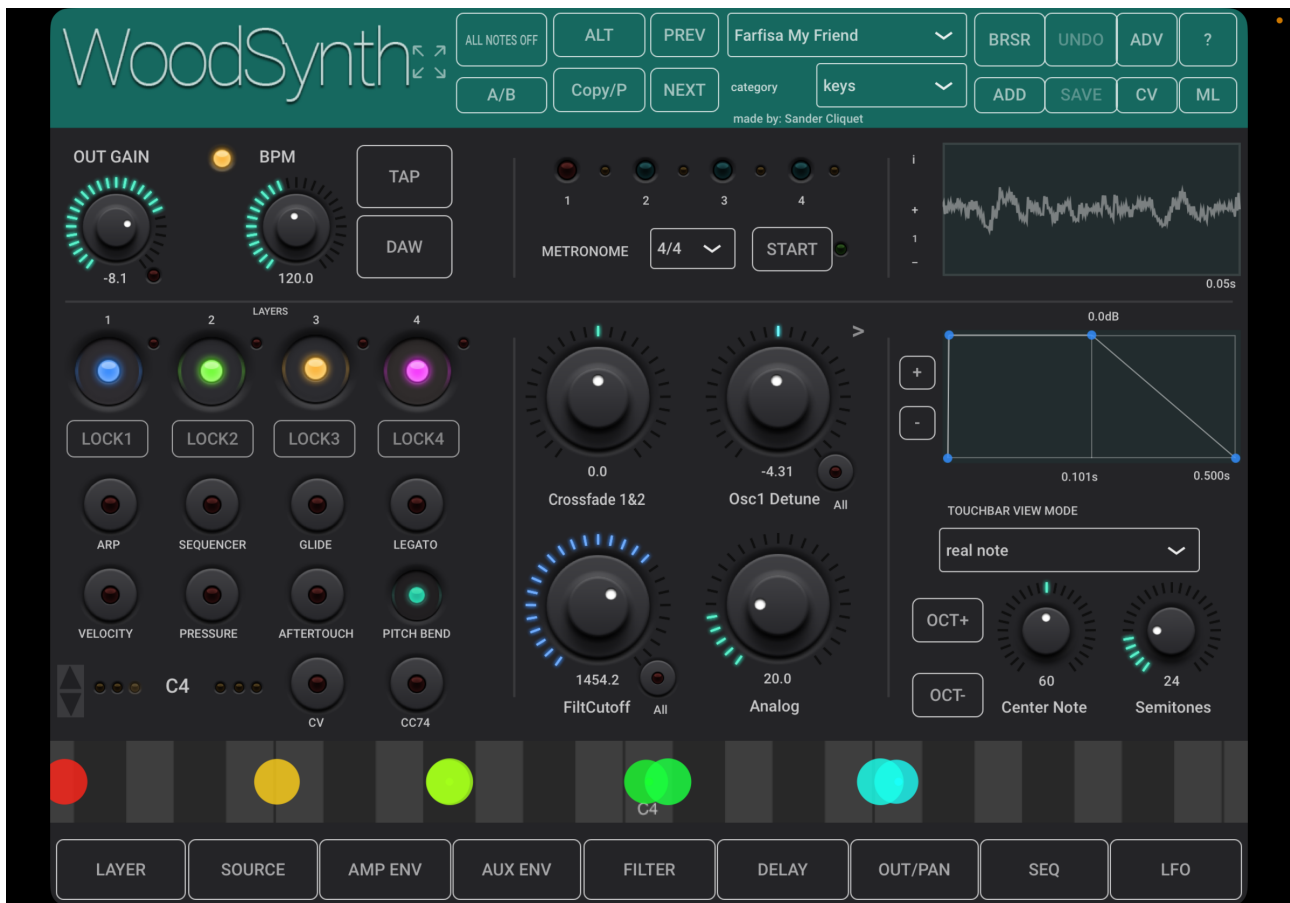 WoodSynth
ALL NOTES OFF
ALT
PREV
Farfisa My Friend
BRSR
UNDO
ADV
?
A/B
Copy/P
NEXT
category
keys
ADD
SAVE
CV
ML
made by: Sander Cliquet
OUT GAIN
BPM
TAP
DAW
-8.1
120.0
1
2
3
4
METRONOME
4/4
START
i
+
1
-
0.05s
LAYERS
1
2
3
4
LOCK1
LOCK2
LOCK3
LOCK4
ARP
SEQUENCER
GLIDE
LEGATO
VELOCITY
PRESSURE
AFTERTOUCH
PITCH BEND
C4
CV
CC74
>
0.0
Crossfade 1&2
-4.31
Osc1 Detune
All
1454.2
FiltCutoff
All
20.0
Analog
0.0dB
+
-
0.101s
0.500s
TOUCHBAR VIEW MODE
real note
OCT+
OCT-
60
Center Note
24
Semitones
C4
LAYER
SOURCE
AMP ENV
AUX ENV
FILTER
DELAY
OUT/PAN
SEQ
LFO